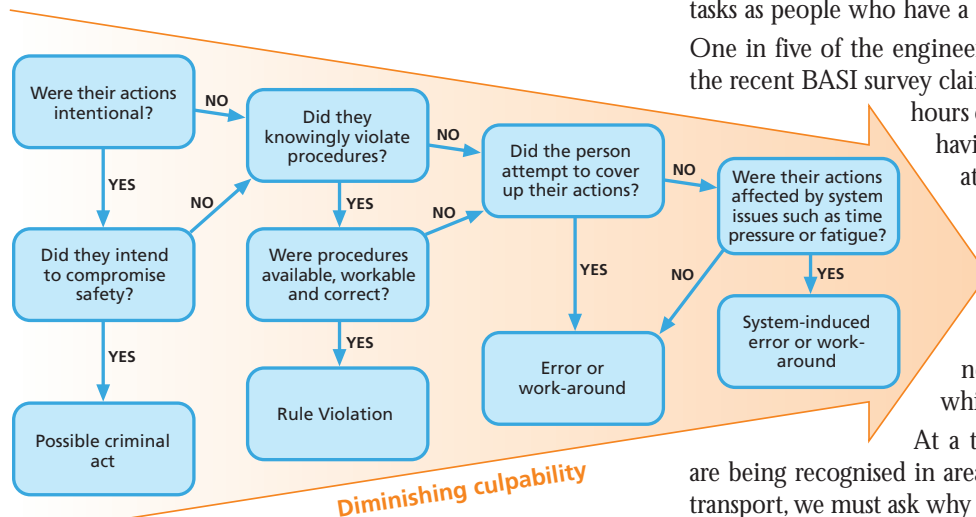 Were their actions
intentional?
NO
YES
Did they intend
to compromise
safety?
NO
YES
Possible criminal
act
Did they
knowingly violate
procedures?
NO
YES
Were procedures
available, workable
and correct?
NO
YES
Rule Violation
Did the person
attempt to cover
up their actions?
NO
YES
Error or
work-around
Were their actions
affected by system
issues such as time
pressure or fatigue?
NO
YES
System-induced
error or work-
around
Diminishing culpability
tasks as people who have a
One in five of the engineer
the recent BASI survey clai
hours
havi
at
n
whi
At a t
are being recognised in area
transport, we must ask why